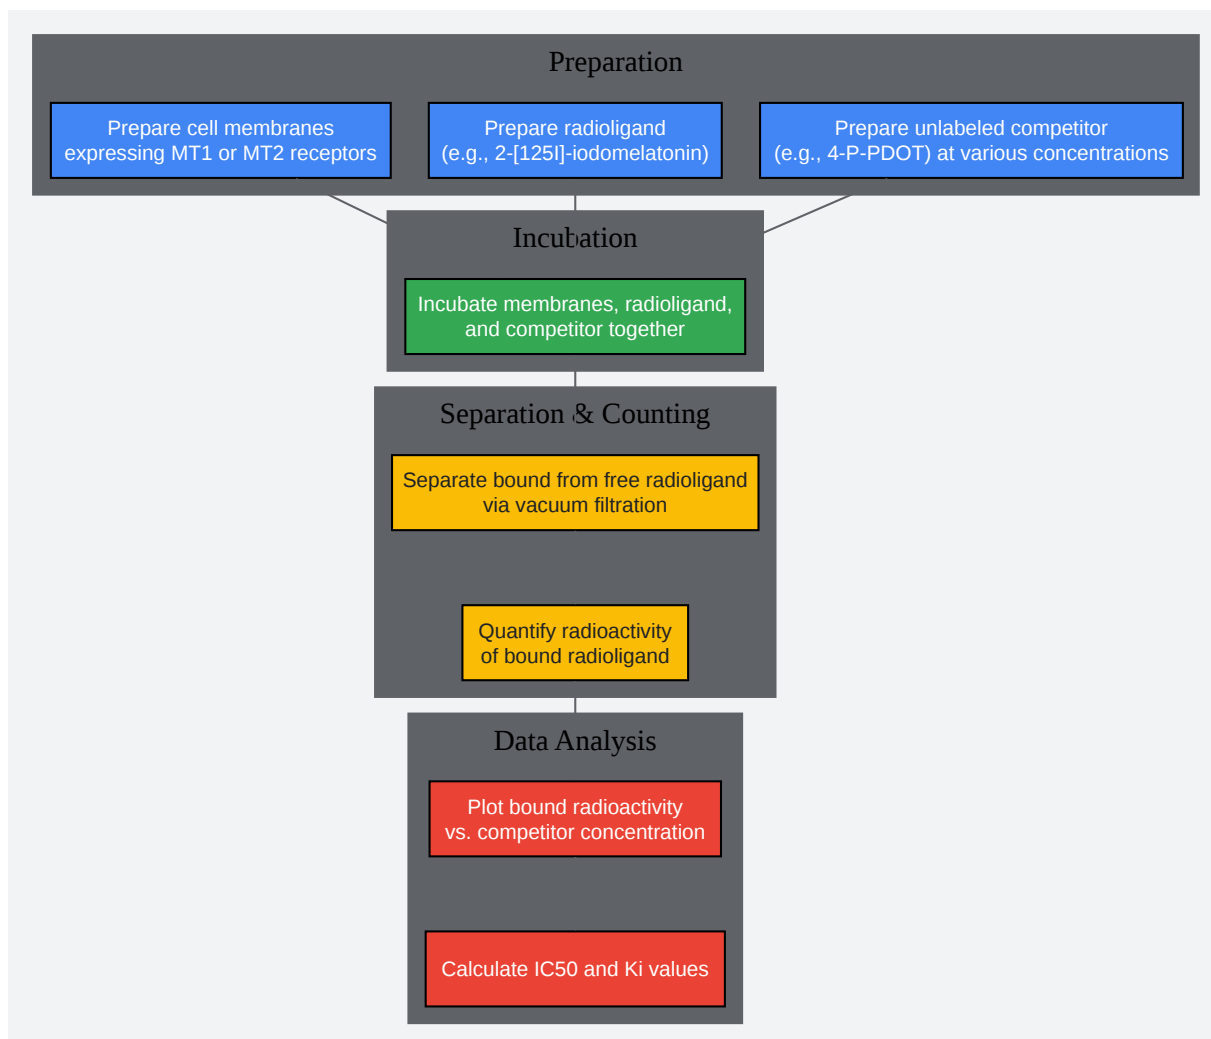 Preparation
Prepare cell membranes
expressing MT1 or MT2 receptors
Prepare radioligand
(e.g., 2-[125I]-iodomelatonin)
Prepare unlabeled competitor
(e.g., 4-P-PDOT) at various concentrations
Incubation
Incubate membranes, radioligand,
and competitor together
Separation & Counting
Separate bound from free radioligand
via vacuum filtration
Quantify radioactivity
of bound radioligand
Data Analysis
Plot bound radioactivity
vs. competitor concentration
Calculate IC50 and Ki values